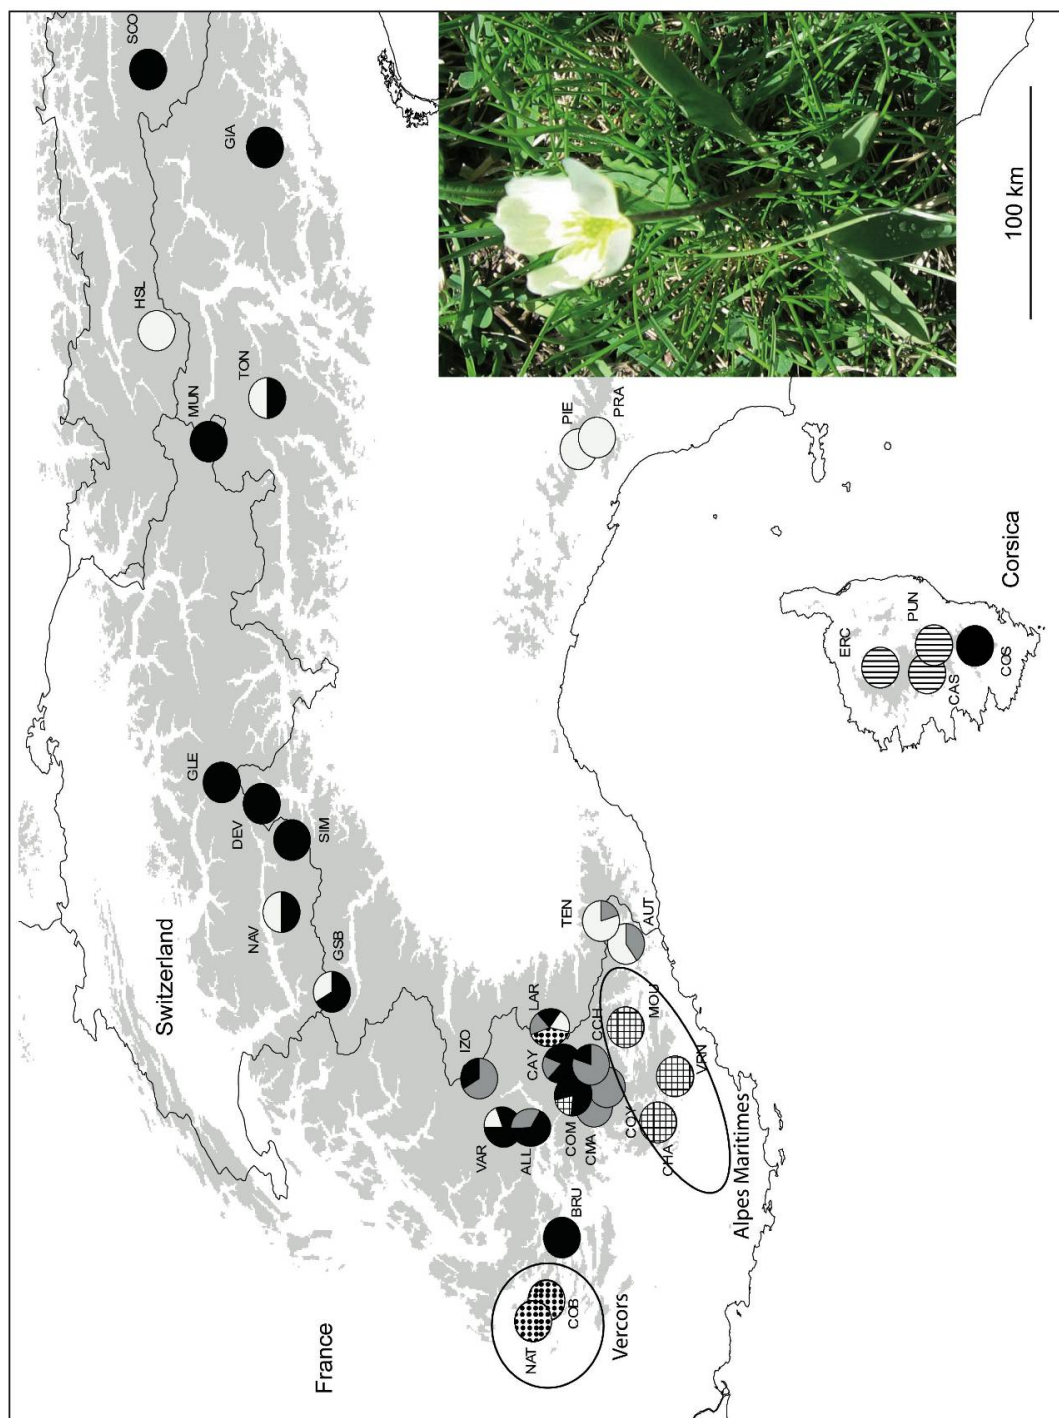 SCO
GIA
HSL
MUN
TON
PIE
PRA
100 km
GLE
DEV
SIM
NAV
GSB
Switzerland
TEN
AUT
LAR
IZO
CAY
CCH
MOU
VRN
VAR
ALL
COM
CMA
COY
CHA
Alpes Maritimes
BRU
NAT
COB
Vercors
France
ERC
PUN
CAS
COS
Corsica